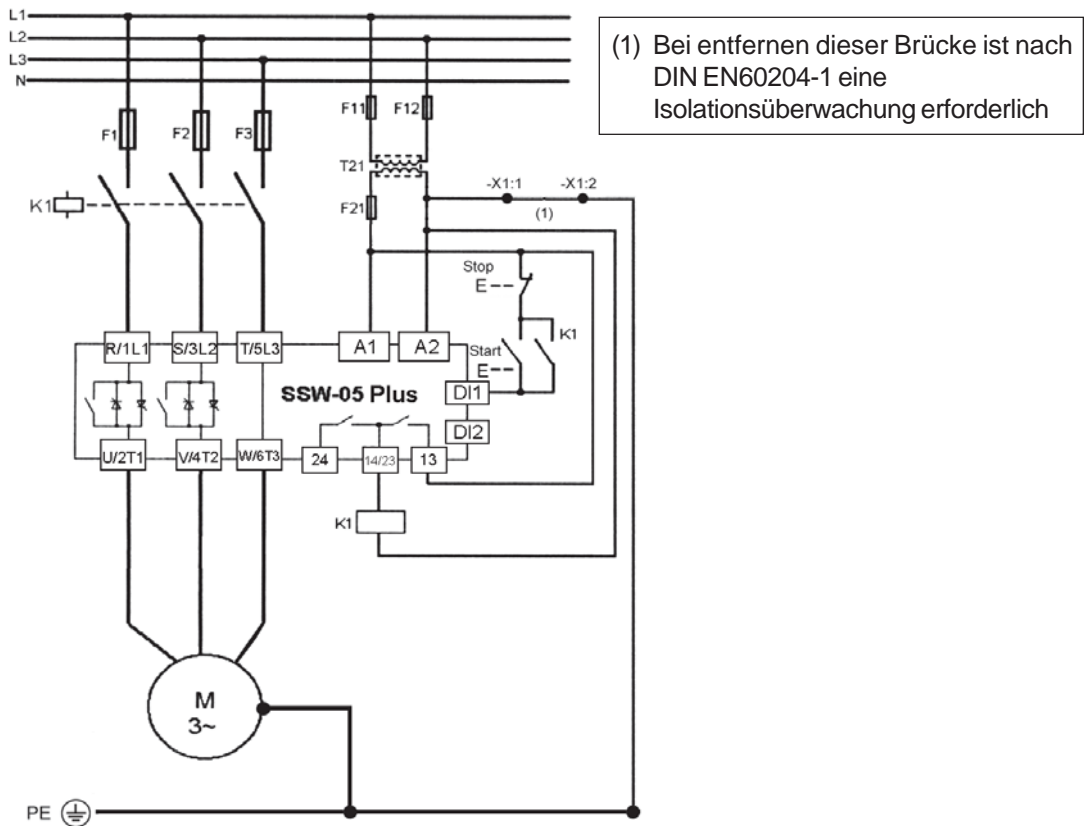 L1
L2
L3
N
(1) Bei entfernen dieser Brücke ist nach
DIN EN60204-1 eine
Isolationsüberwachung erforderlich
F1
F2
F3
F11
F12
T21
K1
F21
-X1:1
-X1:2
(1)
Stop
E
K1
Start
E
R/1L1
S/3L2
T/5L3
A1
A2
SSW-05 Plus
DI1
DI2
U/2T1
V/4T2
W/6T3
24
14/23
13
K1
M
3~
PE